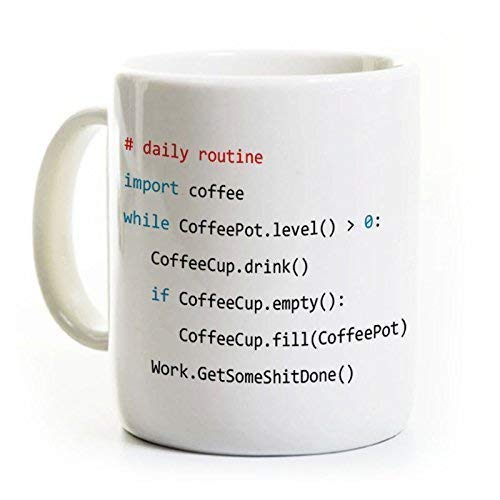 # daily routine
import coffee
while CoffeePot.level() > 0:
CoffeeCup.drink()
if CoffeeCup.empty():
CoffeeCup.fill(CoffeePot)
Work.GetSomeShitDone()